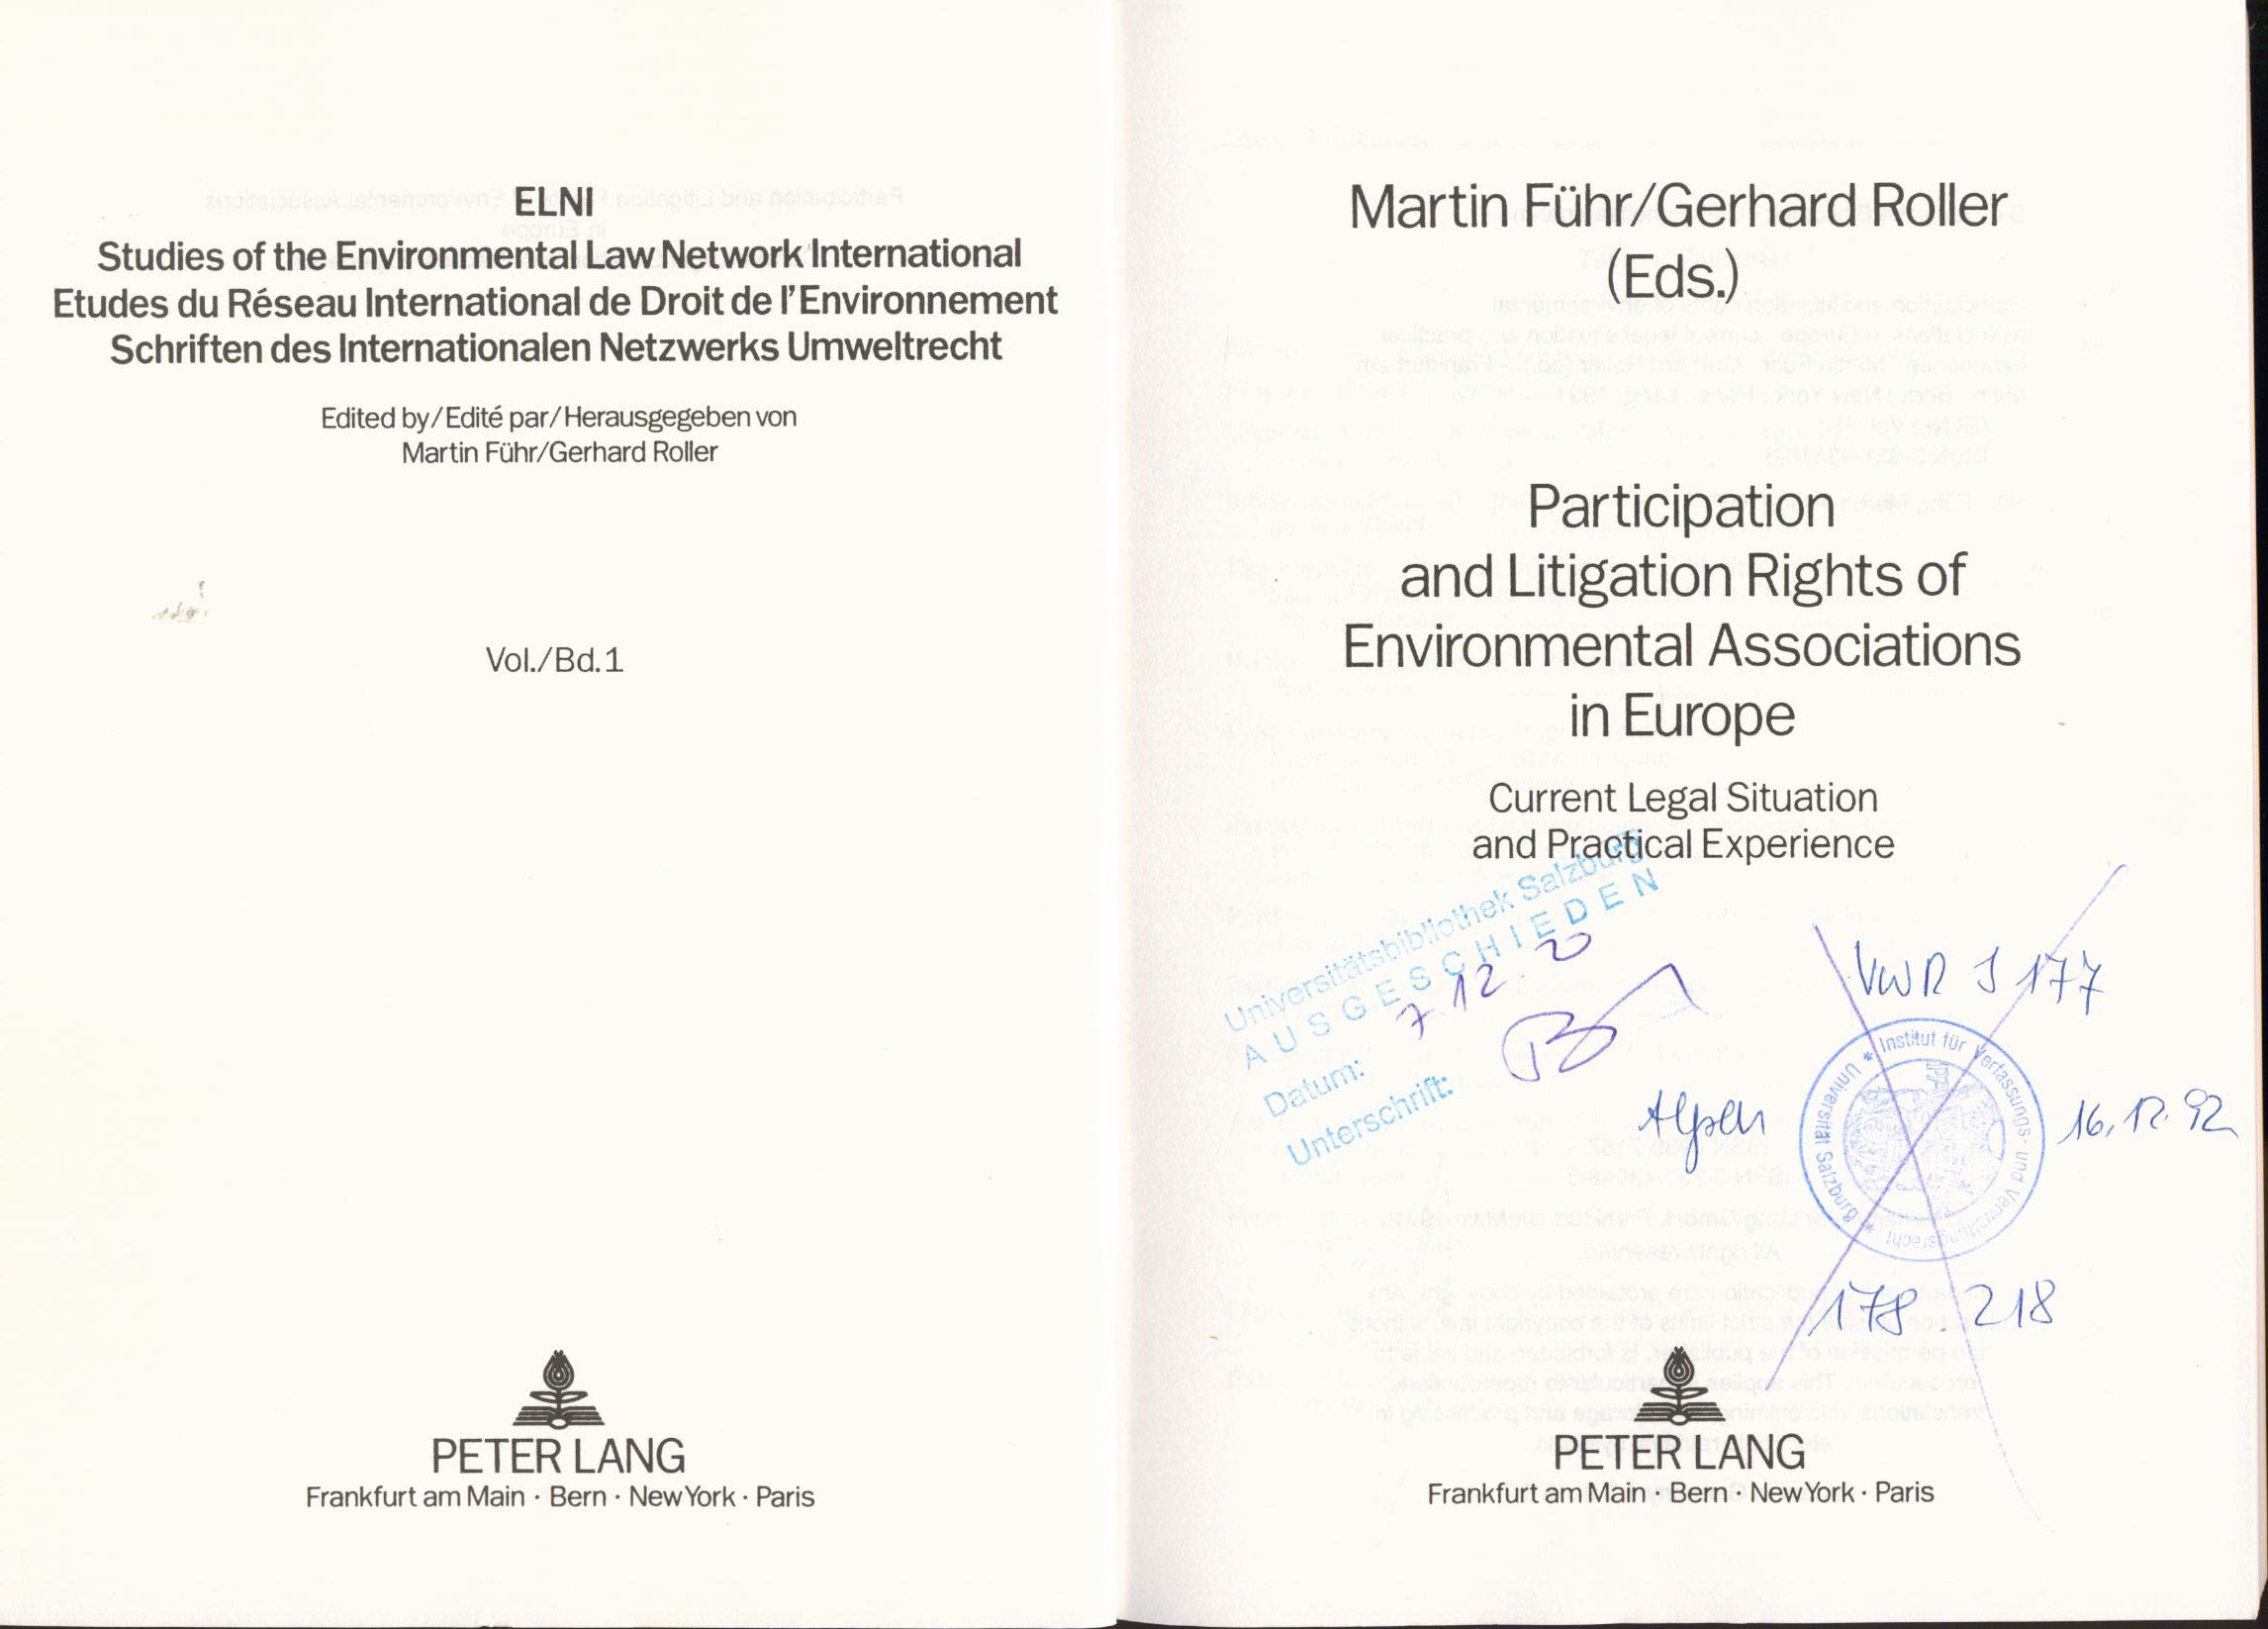 ELNI
Studies of the Environmental Law Network International
Etudes du Réseau International de Droit de l'Environnement
Schriften des Internationalen Netzwerks Umweltrecht
Edited by/Edité par/Herausgegeben von
Martin Führ/Gerhard Roller
Vol./Bd.1
PETER LANG
Frankfurt am Main · Bern · New York · Paris
Martin Führ/Gerhard Roller
(Eds.)
Participation
and Litigation Rights of
Environmental Associations
in Europe
Current Legal Situation
and Practical Experience
Universitätsbibliothek Salzburg
AUSGESCHIEDEN
Datum: 7.12.20
Unterschrift:
VWR I 177
Institut für Verfassungs- und Verwaltungsrecht * Universität Salzburg *
Alpen
16.12.92
178.218
PETER LANG
Frankfurt am Main · Bern · New York · Paris